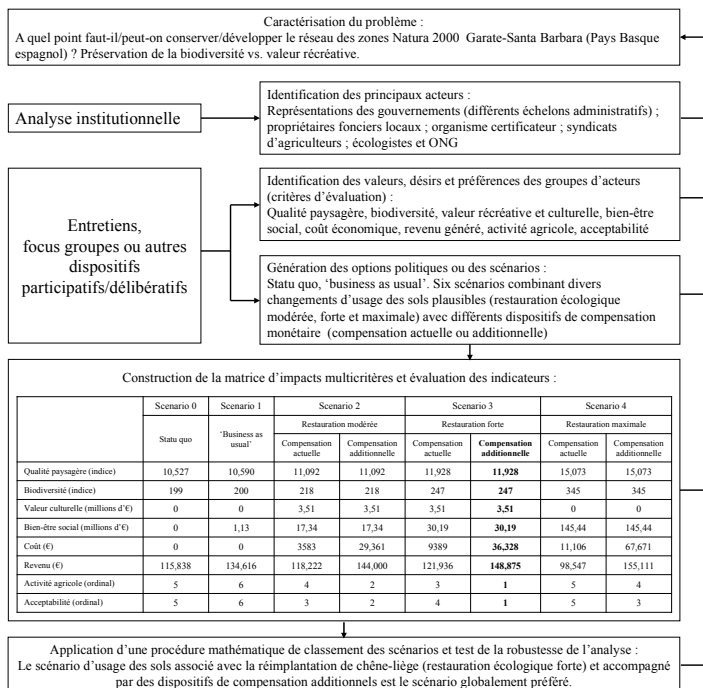 Caractérisation du problème :
A quel point faut-il/peut-on conserver/développer le réseau des zones Natura 2000 Garate-Santa Barbara (Pays Basque
espagnol) ? Préservation de la biodiversité vs. valeur récréative.
Analyse institutionnelle
Identification des principaux acteurs :
Représentations des gouvernements (différents échelons administratifs) ;
propriétaires fonciers locaux ; organisme certificateur ; syndicats
d’agriculteurs ; écologistes et ONG
Entretiens,
focus groupes ou autres
dispositifs
participatifs/délibératifs
Identification des valeurs, désirs et préférences des groupes d’acteurs
(critères d’évaluation) :
Qualité paysagère, biodiversité, valeur récréative et culturelle, bien-être
social, coût économique, revenu généré, activité agricole, acceptabilité
Génération des options politiques ou des scénarios :
Statu quo, ‘business as usual’. Six scénarios combinant divers
changements d’usage des sols plausibles (restauration écologique
modérée, forte et maximale) avec différents dispositifs de compensation
monétaire (compensation actuelle ou additionnelle)
Construction de la matrice d’impacts multicritères et évaluation des indicateurs :
Scenario 0 Scenario 1 Scenario 2 Scenario 3 Scenario 4
Statu quo ‘Business as usual’ Restauration modérée Restauration forte Restauration maximale
Compensation actuelle Compensation additionnelle Compensation actuelle Compensation additionnelle Compensation actuelle Compensation additionnelle
Qualité paysagère (indice) 10,527 10,590 11,092 11,092 11,928 11,928 15,073 15,073
Biodiversité (indice) 199 200 218 218 247 247 345 345
Valeur culturelle (millions d’€) 0 0 3,51 3,51 3,51 3,51 0 0
Bien-être social (millions d’€) 0 1,13 17,34 17,34 30,19 30,19 145,44 145,44
Coût (€) 0 0 3583 29,361 9389 36,328 11,106 67,671
Revenu (€) 115,838 134,616 118,222 144,000 121,936 148,875 98,547 155,111
Activité agricole (ordinal) 5 6 4 2 3 1 5 4
Acceptabilité (ordinal) 5 6 3 2 4 1 5 3
Application d’une procédure mathématique de classement des scénarios et test de la robustesse de l’analyse :
Le scénario d’usage des sols associé avec la réimplantation de chêne-liège (restauration écologique forte) et accompagné
par des dispositifs de compensation additionnels est le scénario globalement préféré.